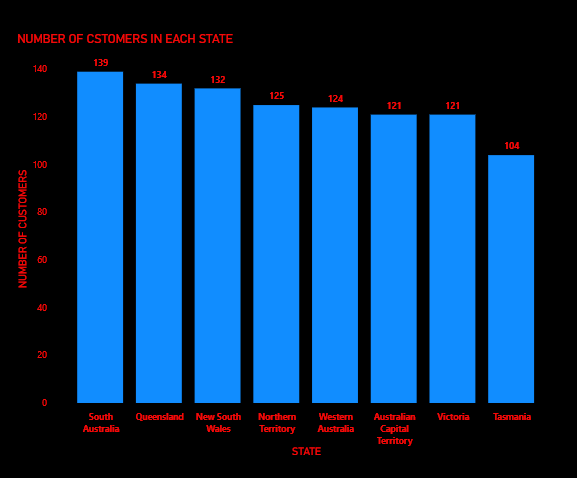 NUMBER OF CSTOMERS IN EACH STATE
139
134
132
125
124
121
121
104
140
120
100
80
60
40
20
0
NUMBER OF CUSTOMERS
South
Australia
Queensland
New South
Wales
Northern
Territory
Western
Australia
Australian
Capital
Territory
Victoria
Tasmania
STATE